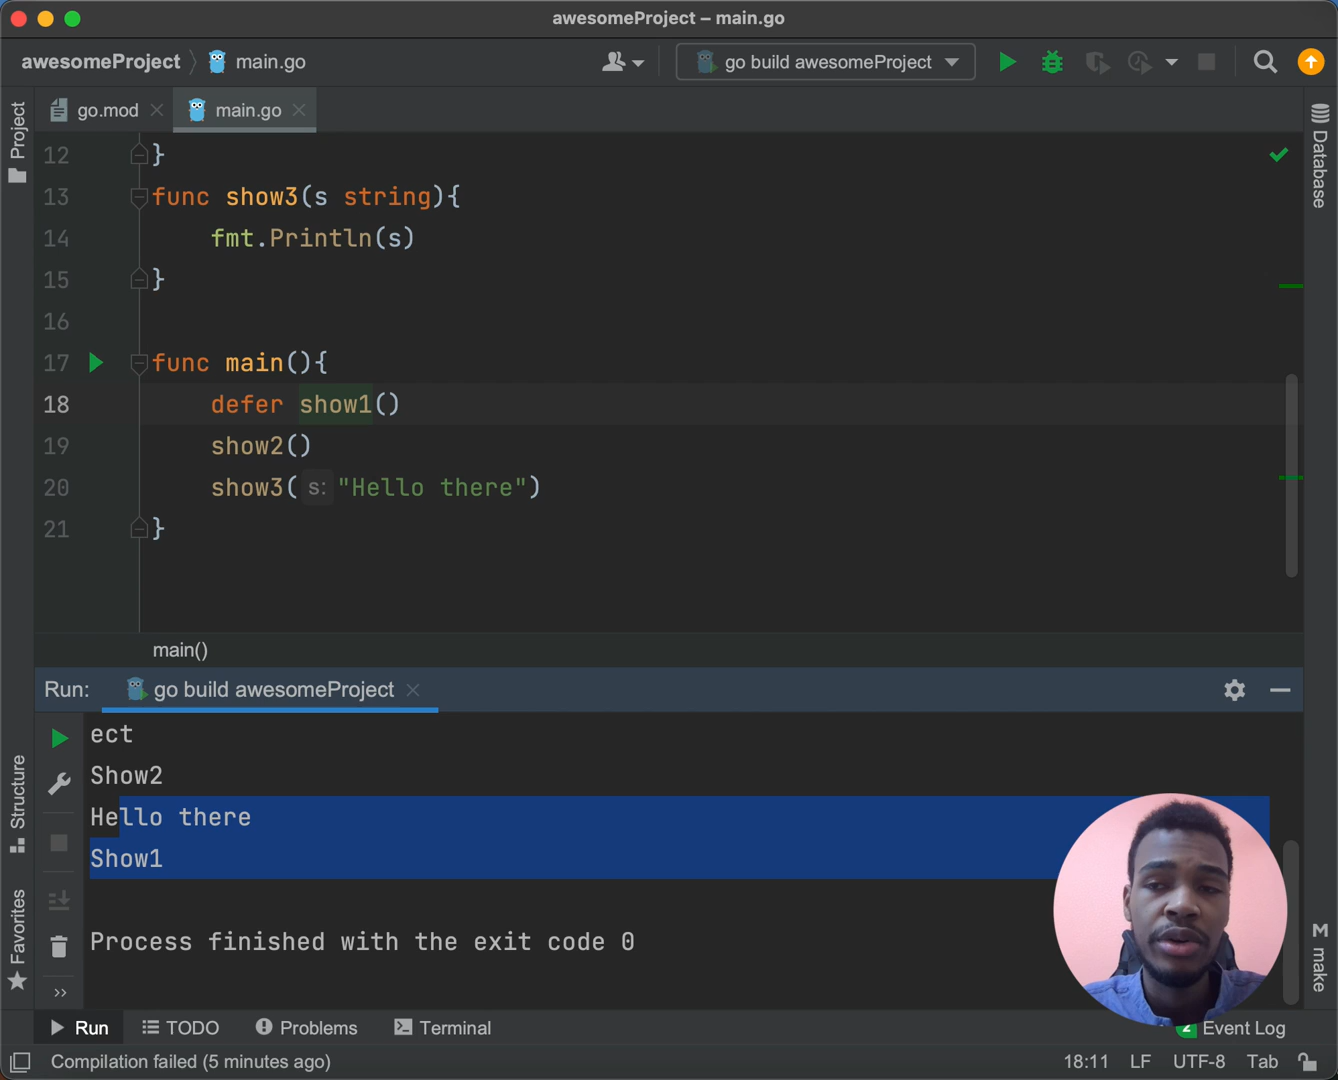 awesomeProject – main.go
awesomeProject
main.go
go build awesomeProject
Project
go.mod
main.go
Database
12 }
13 func show3(s string){
14 fmt.Println(s)
15 }
16
17 func main(){
18 defer show1()
19 show2()
20 show3( s: "Hello there")
21 }
main()
Run: go build awesomeProject
ect
Show2
Hello there
Show1
Process finished with the exit code 0
Structure
Favorites
make
Run
TODO
Problems
Terminal
2 Event Log
Compilation failed (5 minutes ago)
18:11 LF UTF-8 Tab